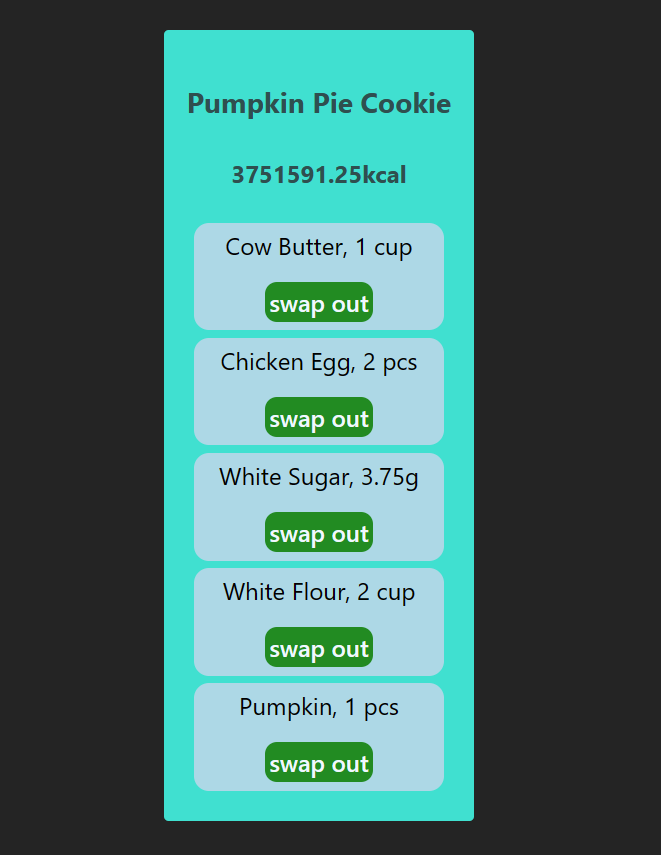 Pumpkin Pie Cookie
3751591.25kcal
Cow Butter, 1 cup
swap out
Chicken Egg, 2 pcs
swap out
White Sugar, 3.75g
swap out
White Flour, 2 cup
swap out
Pumpkin, 1 pcs
swap out